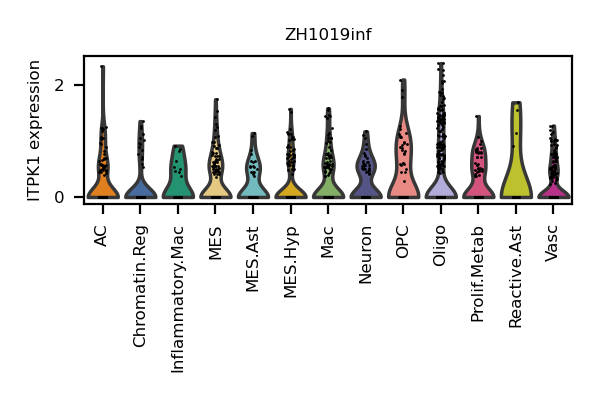 ZH1019inf
ITPK1 expression
2
0
AC
Chromatin.Reg
Inflammatory.Mac
MES
MES.Ast
MES.Hyp
Mac
Neuron
OPC
Oligo
Prolif.Metab
Reactive.Ast
Vasc